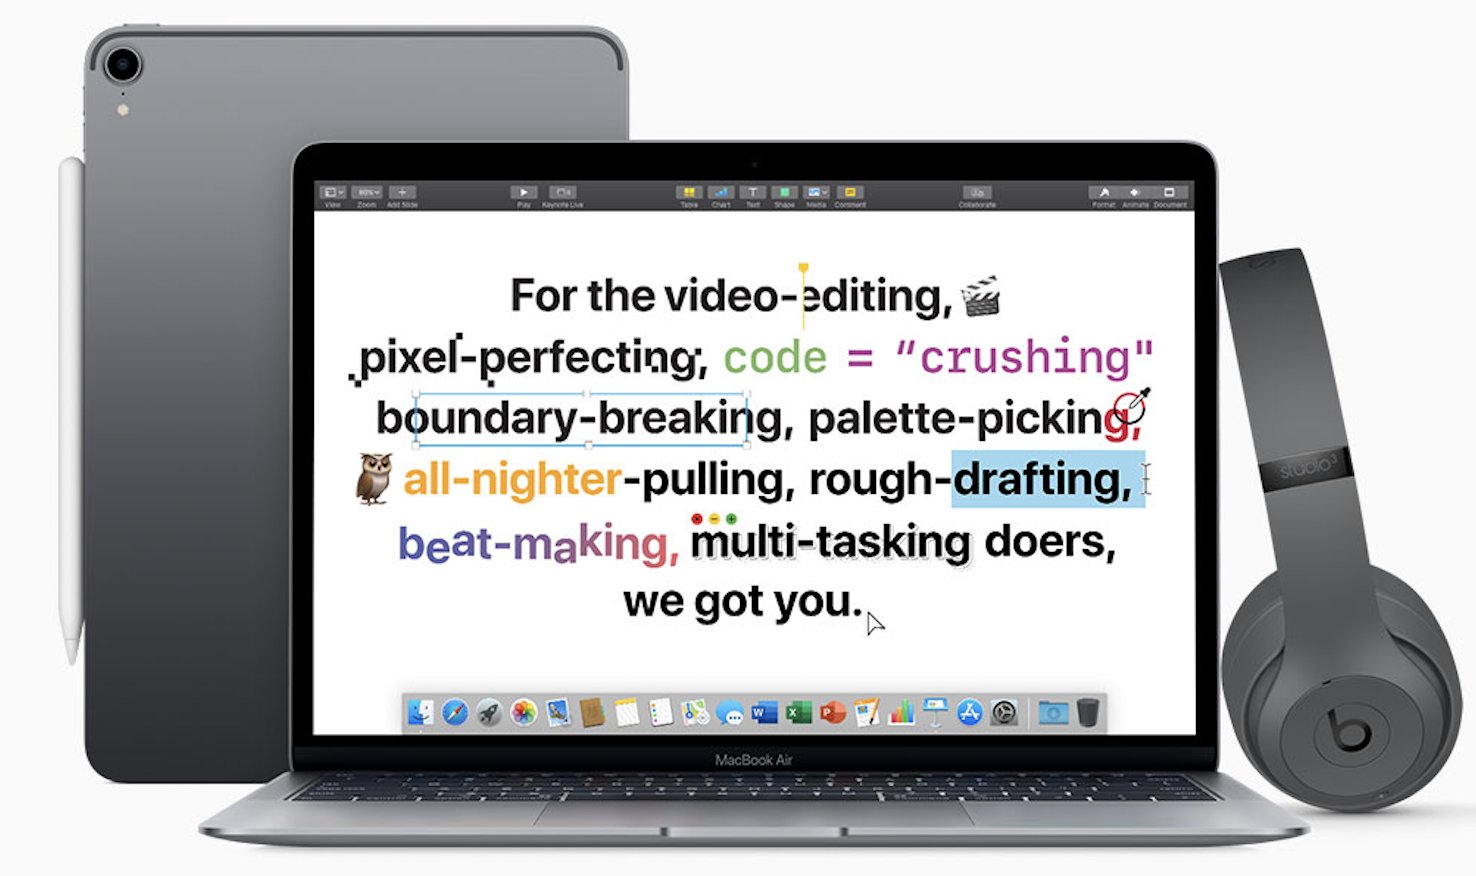 View Zoom Add Slide Play Keynote Live Table Chart Text Shape Media Comment Collaborate Format Animate Document
For the video-editing,
pixel-perfecting, code = “crushing"
boundary-breaking, palette-picking,
all-nighter-pulling, rough-drafting,
beat-making, multi-tasking doers,
we got you.
MacBook Air
studio³